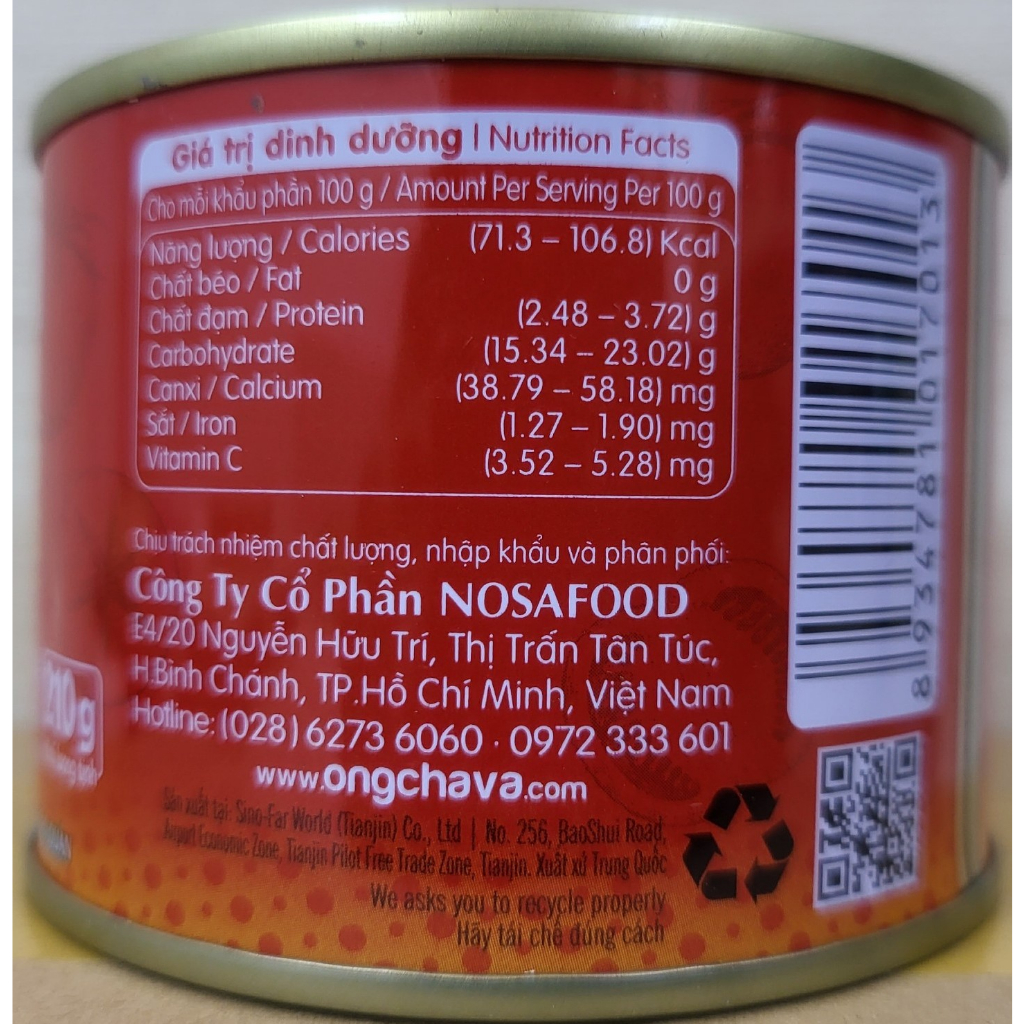 Giá trị dinh dưỡng | Nutrition Facts
Cho mỗi khẩu phần 100 g / Amount Per Serving Per 100 g
Năng lượng / Calories (71.3 – 106.8) Kcal
Chất béo / Fat 0 g
Chất đạm / Protein (2.48 – 3.72) g
Carbohydrate (15.34 – 23.02) g
Canxi / Calcium (38.79 – 58.18) mg
Sắt / Iron (1.27 – 1.90) mg
Vitamin C (3.52 – 5.28) mg
Chịu trách nhiệm chất lượng, nhập khẩu và phân phối:
Công Ty Cổ Phần NOSAFOOD
E4/20 Nguyễn Hữu Trí, Thị Trấn Tân Túc,
H.Bình Chánh, TP.Hồ Chí Minh, Việt Nam
Hotline: (028) 6273 6060 · 0972 333 601
www.ongchava.com
Sản xuất tại: Sino-Far World (Tianjin) Co., Ltd | No. 256, BaoShui Road,
Airport Economic Zone, Tianjin Pilot Free Trade Zone, Tianjin. Xuất xứ Trung Quốc
We asks you to recycle properly
Hãy tái chế đúng cách
210 g
8 934781 017013